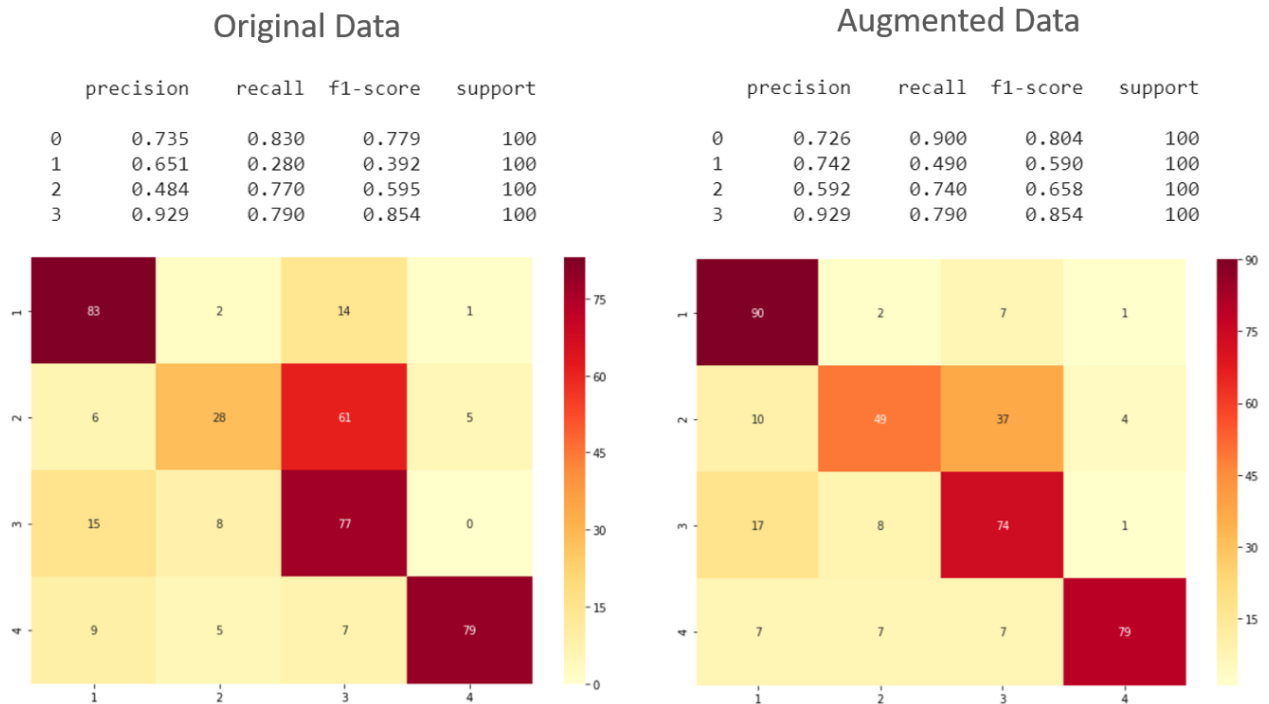 Original Data
precision recall f1-score support
0 0.735 0.830 0.779 100
1 0.651 0.280 0.392 100
2 0.484 0.770 0.595 100
3 0.929 0.790 0.854 100
1 83 2 14 1
2 6 28 61 5
3 15 8 77 0
4 9 5 7 79
1 2 3 4
75
60
45
30
15
0
Augmented Data
precision recall f1-score support
0 0.726 0.900 0.804 100
1 0.742 0.490 0.590 100
2 0.592 0.740 0.658 100
3 0.929 0.790 0.854 100
1 90 2 7 1
2 10 49 37 4
3 17 8 74 1
4 7 7 7 79
1 2 3 4
90
75
60
45
30
15